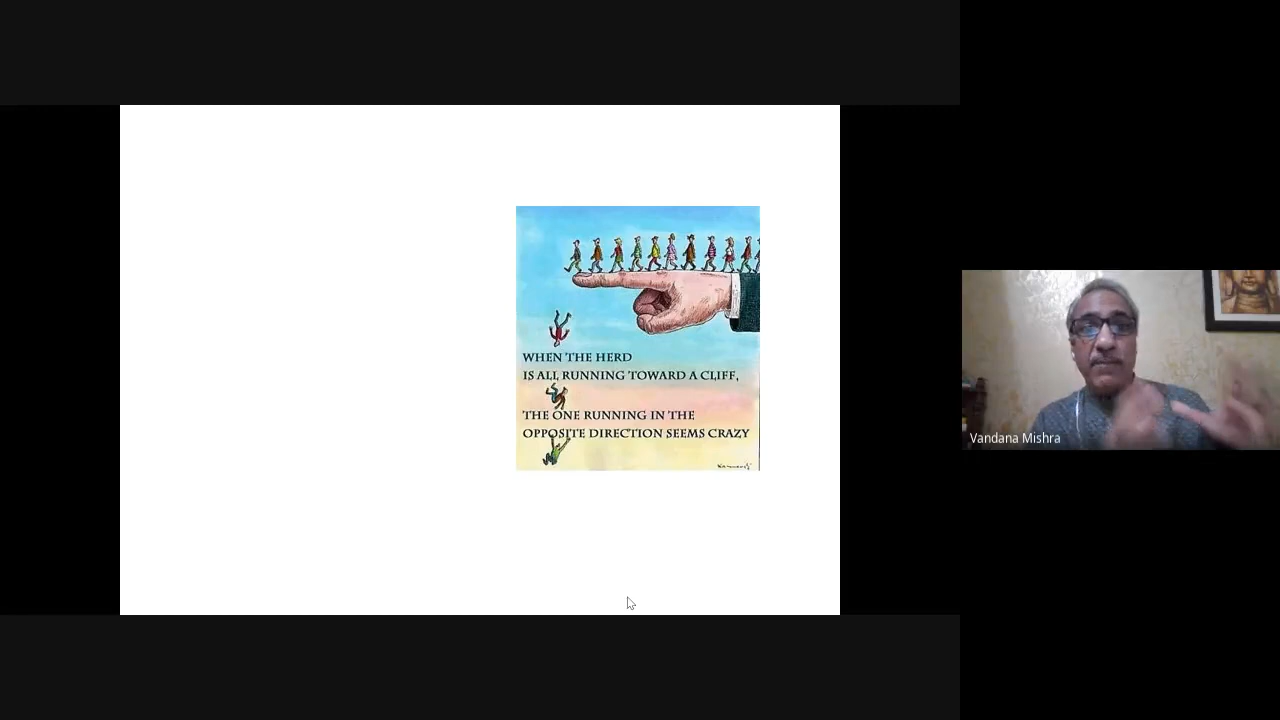 WHEN THE HERD
IS ALL RUNNING TOWARD A CLIFF,
THE ONE RUNNING IN THE
OPPOSITE DIRECTION SEEMS CRAZY
Vandana Mishra